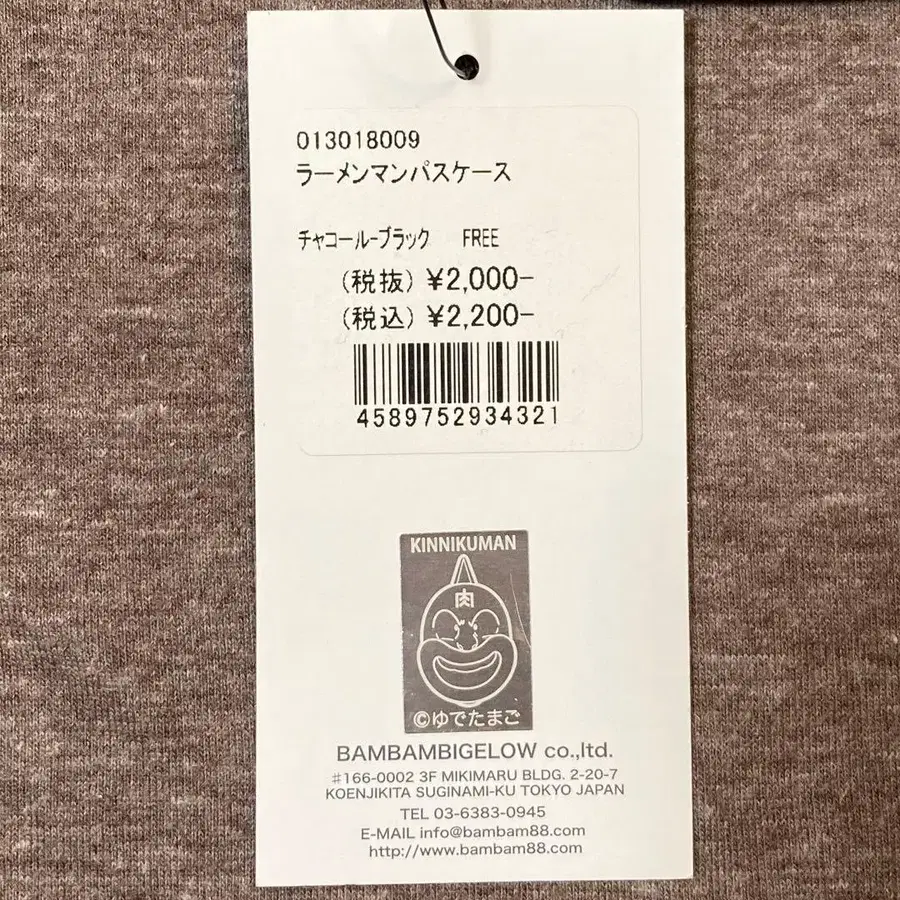 013018009
ラーメンマンパスケース
チャコール-ブラック FREE
(税抜) ¥2,000-
(税込) ¥2,200-
4589752934321
KINNIKUMAN
肉
©ゆでたまご
BAMBAMBIGELOW co.,ltd.
♯166-0002 3F MIKIMARU BLDG. 2-20-7
KOENJIKITA SUGINAMI-KU TOKYO JAPAN
TEL 03-6383-0945
E-MAIL info@bambam88.com
http://www.bambam88.com